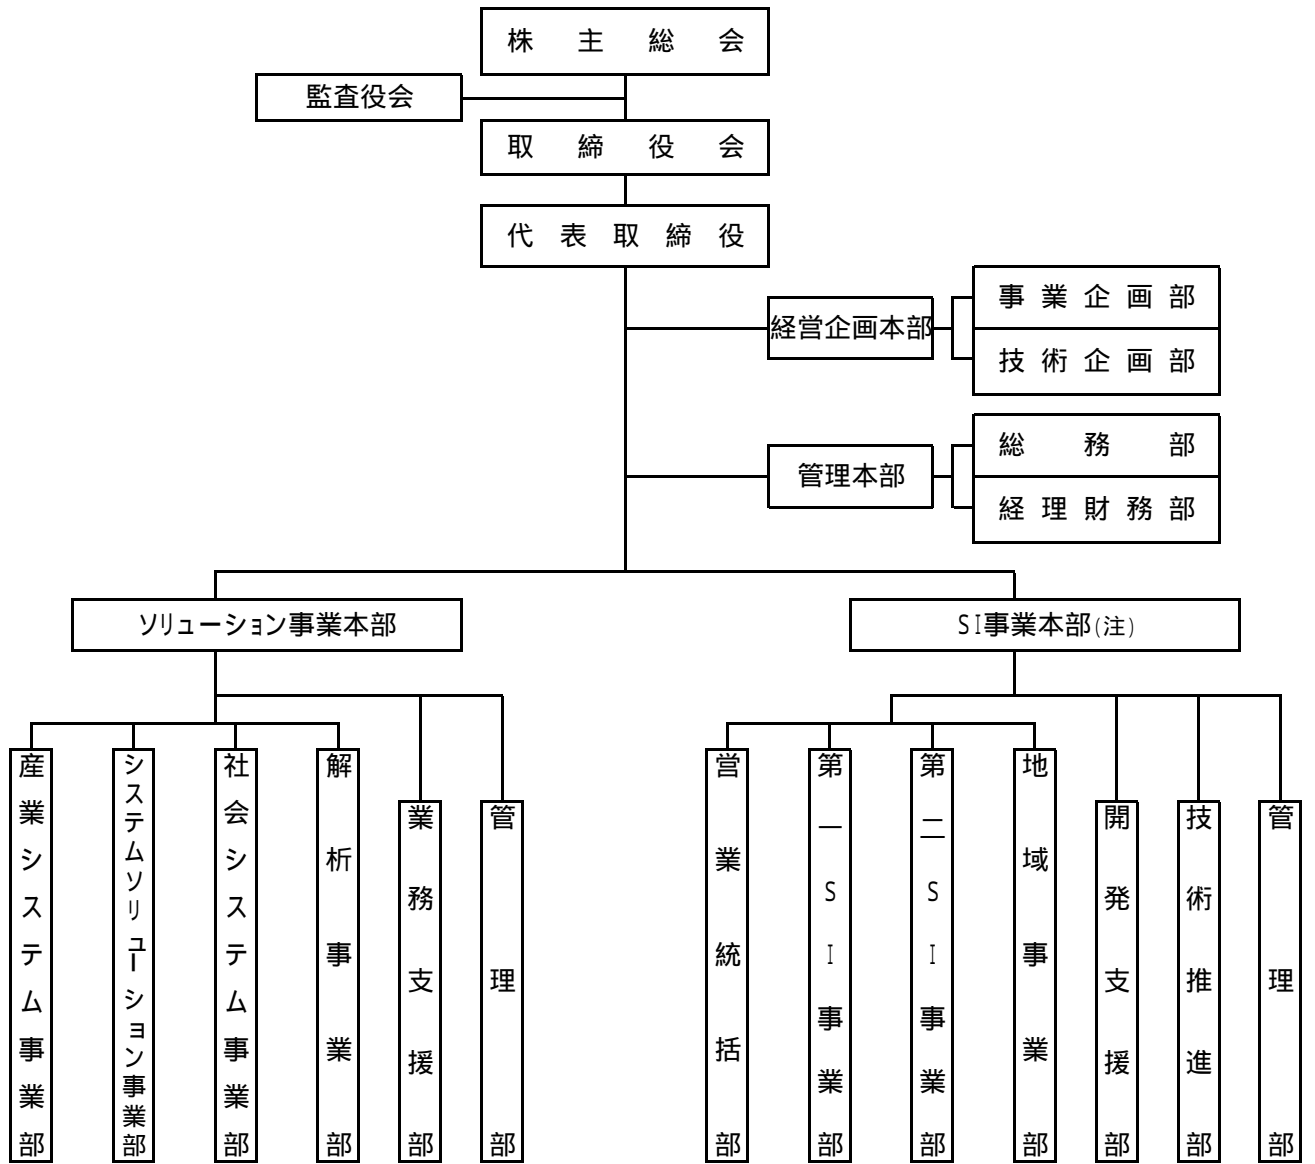 株主総会
監査役会
取締役会
代表取締役
事業企画部
経営企画本部
技術企画部
総務部
管理本部
経理財務部
ソリューション事業本部
SI事業本部(注)
産業システム事業部
システムソリューション事業部
社会システム事業部
解析事業部
業務支援部
管理部
営業統括部
第一SI事業部
第二SI事業部
地域事業部
開発支援部
技術推進部
管理部